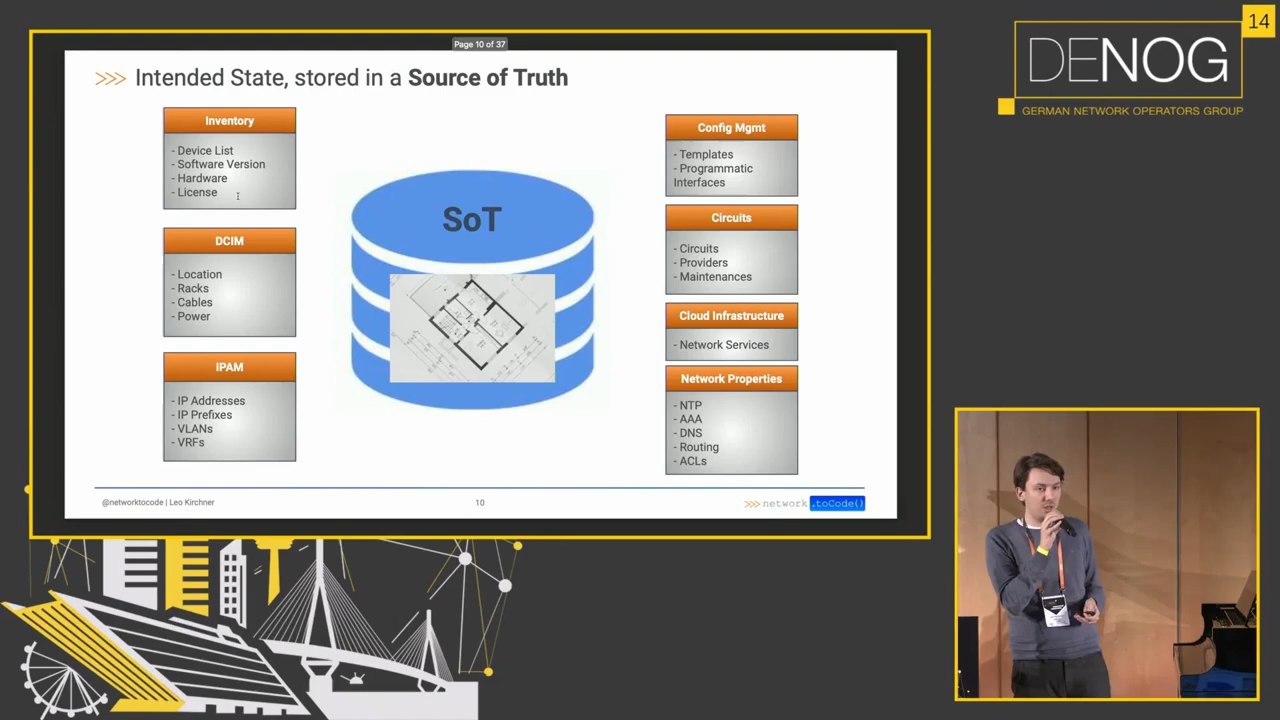 Page 10 of 37
>>> Intended State, stored in a Source of Truth
Inventory
- Device List
- Software Version
- Hardware
- License
DCIM
- Location
- Racks
- Cables
- Power
IPAM
- IP Addresses
- IP Prefixes
- VLANs
- VRFs
SoT
Config Mgmt
- Templates
- Programmatic
Interfaces
Circuits
- Circuits
- Providers
- Maintenances
Cloud Infrastructure
- Network Services
Network Properties
- NTP
- AAA
- DNS
- Routing
- ACLs
@networktocode | Leo Kirchner
10
>>> network .toCode()
14
DENOG
GERMAN NETWORK OPERATORS GROUP